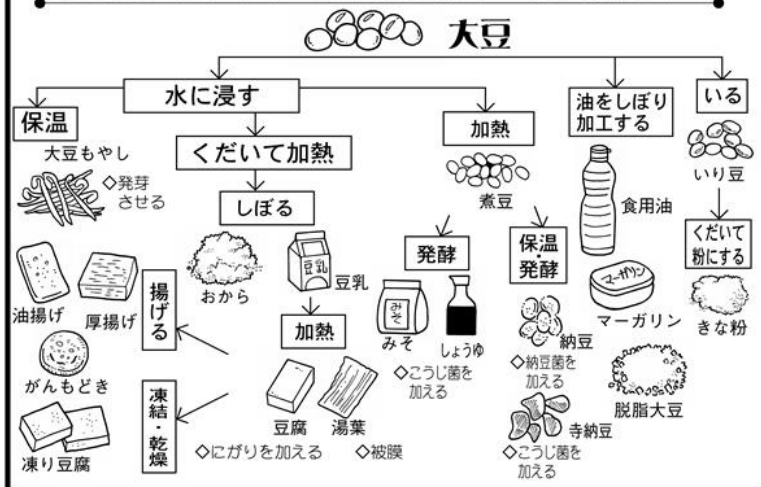 大豆
水に浸す
保温
大豆もやし
◇発芽
させる
くだいて加熱
しぼる
おから
豆乳
豆乳
加熱
豆腐
◇にがりを加える
湯葉
◇被膜
揚げる
油揚げ
厚揚げ
がんもどき
凍結・乾燥
凍り豆腐
加熱
煮豆
発酵
みそ
みそ
しょうゆ
◇こうじ菌を
加える
保温・
発酵
納豆
◇納豆菌を
加える
寺納豆
◇こうじ菌を
加える
油をしぼり
加工する
食用油
マーガリン
マーガリン
脱脂大豆
いる
いり豆
くだいて
粉にする
きな粉